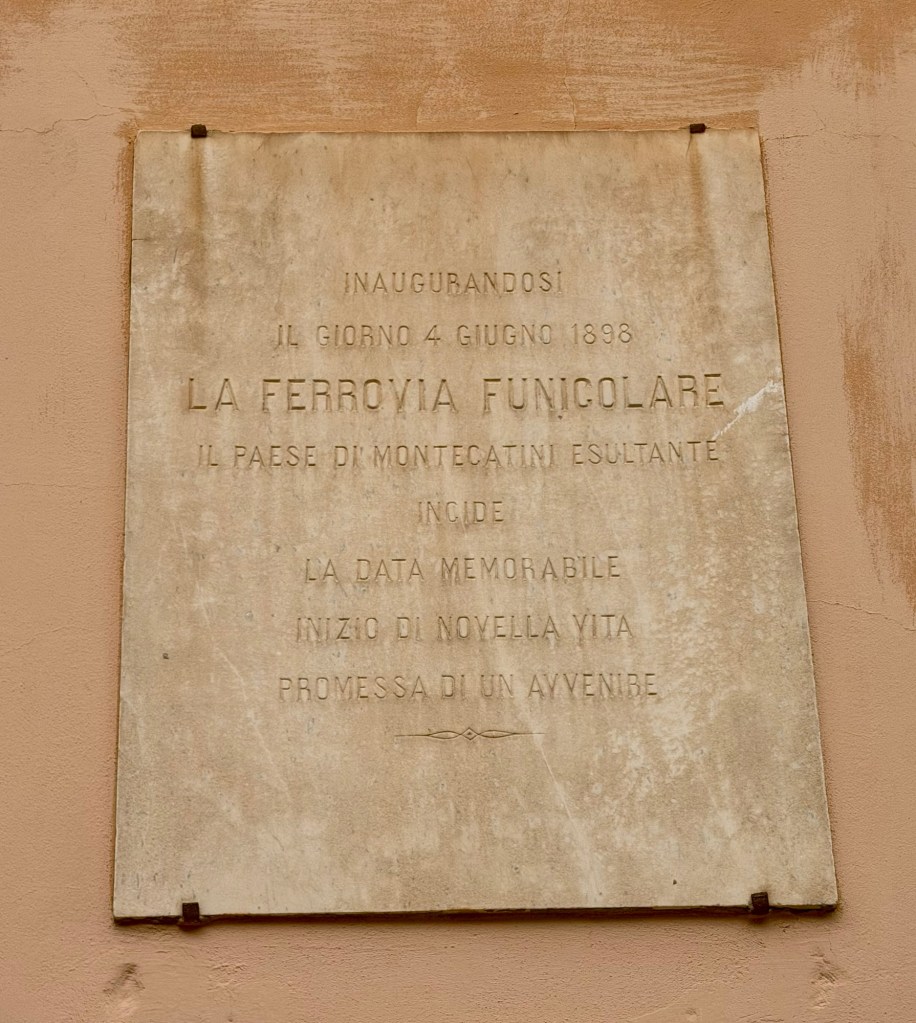 INAUGURANDOSI
IL GIORNO 4 GIUGNO 1898
LA FERROVIA FUNICOLARE
IL PAESE DI MONTECATINI ESULTANTE
INCIDE
LA DATA MEMORABILE
INIZIO DI NOVELLA VITA
PROMESSA DI UN AVVENIRE